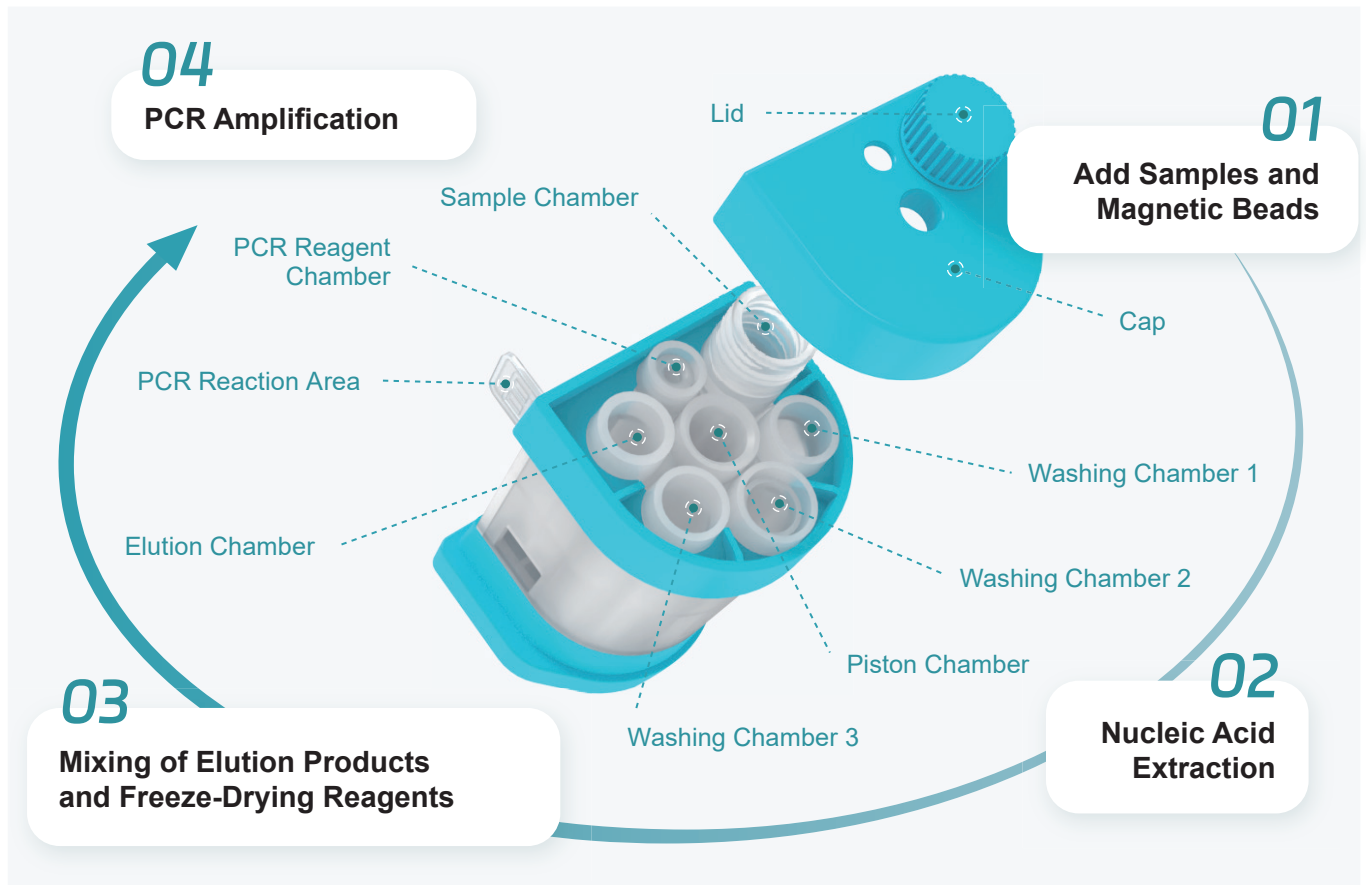 04
PCR Amplification
Lid
01
Add Samples and
Magnetic Beads
Sample Chamber
PCR Reagent
Chamber
Cap
PCR Reaction Area
Washing Chamber 1
Elution Chamber
Washing Chamber 2
Piston Chamber
02
Nucleic Acid
Extraction
03
Mixing of Elution Products
and Freeze-Drying Reagents
Washing Chamber 3